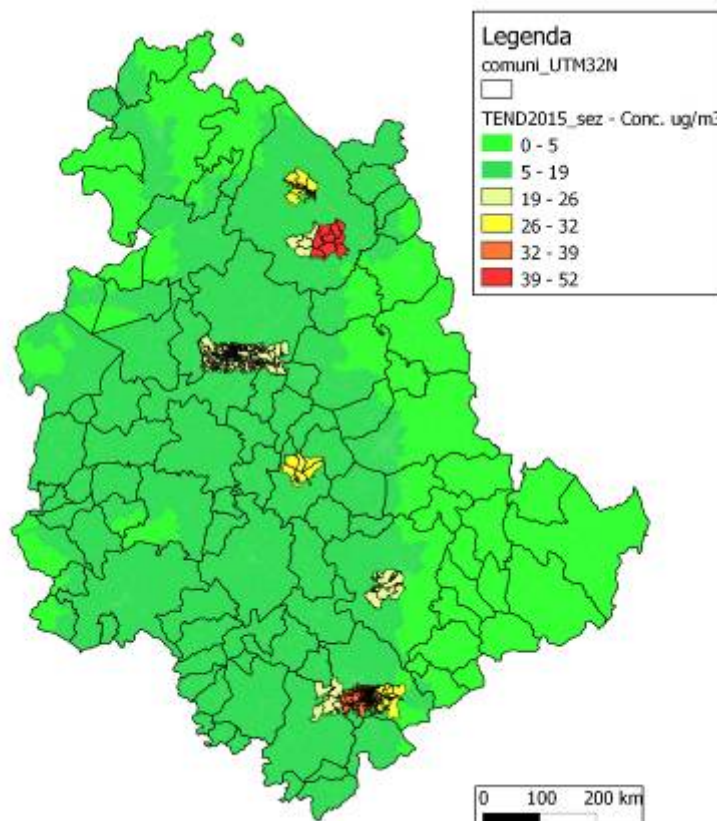 Legenda
comuni_UTM32N
TEND2015_sez - Conc. ug/m3
0 - 5
5 - 19
19 - 26
26 - 32
32 - 39
39 - 52
0 100 200 km